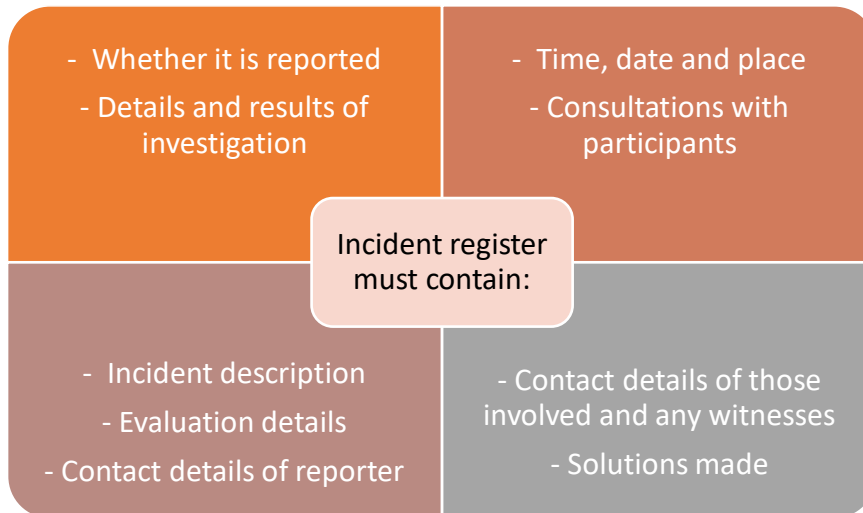 - Whether it is reported
- Details and results of
investigation
- Time, date and place
- Consultations with
participants
Incident register
must contain:
- Incident description
- Evaluation details
- Contact details of reporter
- Contact details of those
involved and any witnesses
- Solutions made